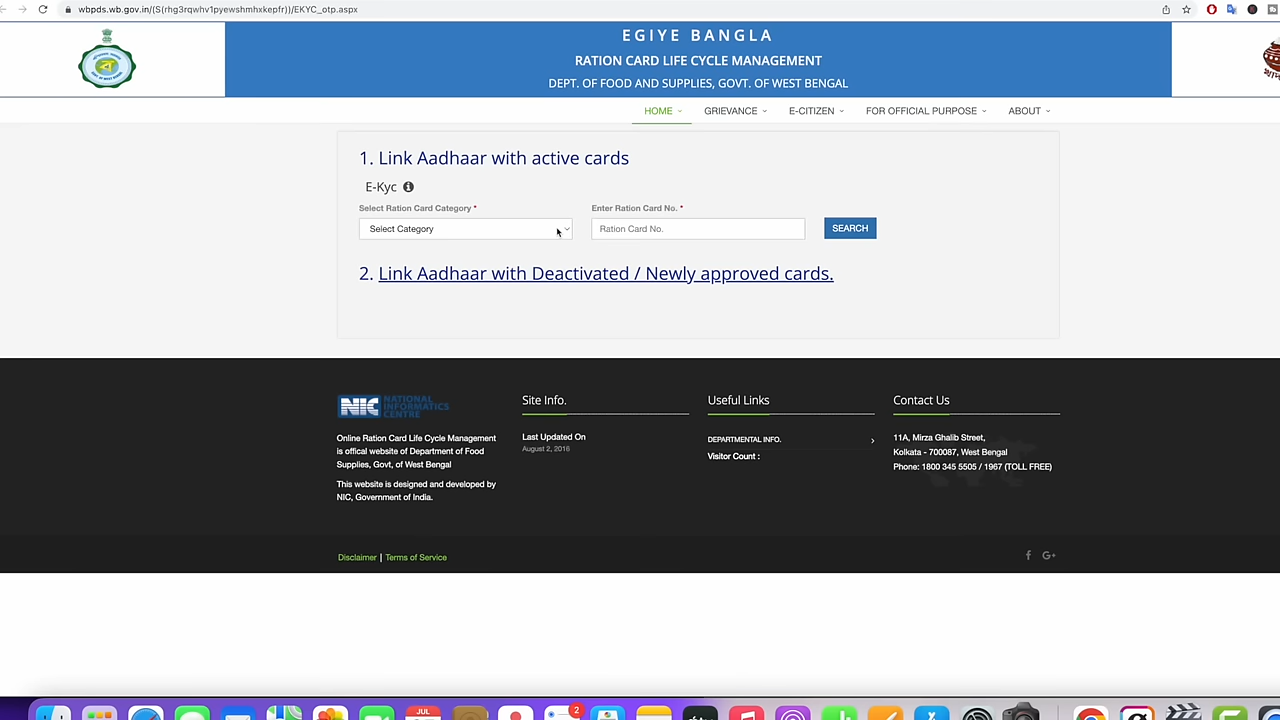 wbpds.wb.gov.in/(S(rhg3rqwhv1pyewshmhxkepfr))/EKYC_otp.aspx
EGIYE BANGLA
RATION CARD LIFE CYCLE MANAGEMENT
DEPT. OF FOOD AND SUPPLIES, GOVT. OF WEST BENGAL
HOME GRIEVANCE E-CITIZEN FOR OFFICIAL PURPOSE ABOUT
1. Link Aadhaar with active cards
E-Kyc
Select Ration Card Category * Enter Ration Card No. *
Select Category Ration Card No. SEARCH
2. Link Aadhaar with Deactivated / Newly approved cards.
NIC NATIONAL INFORMATICS CENTRE
Online Ration Card Life Cycle Management
is offical website of Department of Food
Supplies, Govt, of West Bengal
This website is designed and developed by
NIC, Government of India.
Site Info.
Last Updated On
August 2, 2016
Useful Links
DEPARTMENTAL INFO.
Visitor Count :
Contact Us
11A, Mirza Ghalib Street,
Kolkata - 700087, West Bengal
Phone: 1800 345 5505 / 1967 (TOLL FREE)
Disclaimer | Terms of Service
f G+
JUL
2